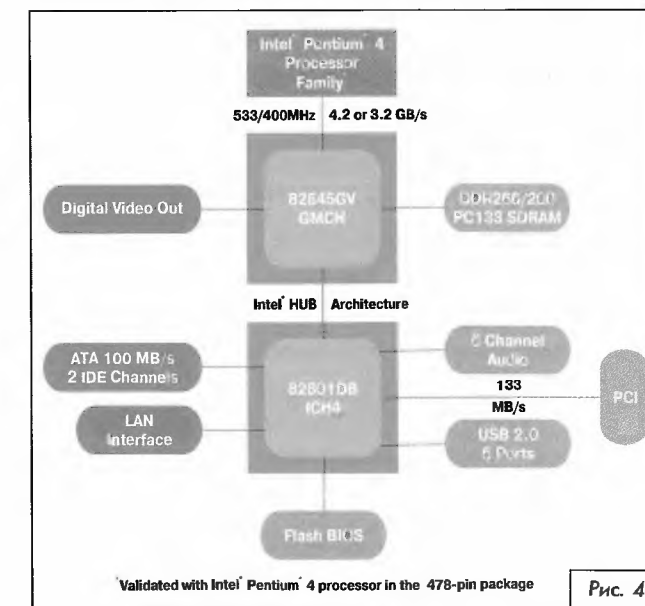 Intel® Pentium® 4
Processor
Family
533/400MHz 4.2 or 3.2 GB/s
82845GV
GMCH
Digital Video Out
DDR266/200
PC133 SDRAM
Intel® HUB Architecture
ATA 100 MB/s
2 IDE Channels
LAN
Interface
82801DB
ICH4
6 Channel
Audio
133
MB/s
PCI
USB 2.0
6 Ports
Flash BIOS
*Validated with Intel® Pentium® 4 processor in the 478-pin package
Рис. 4